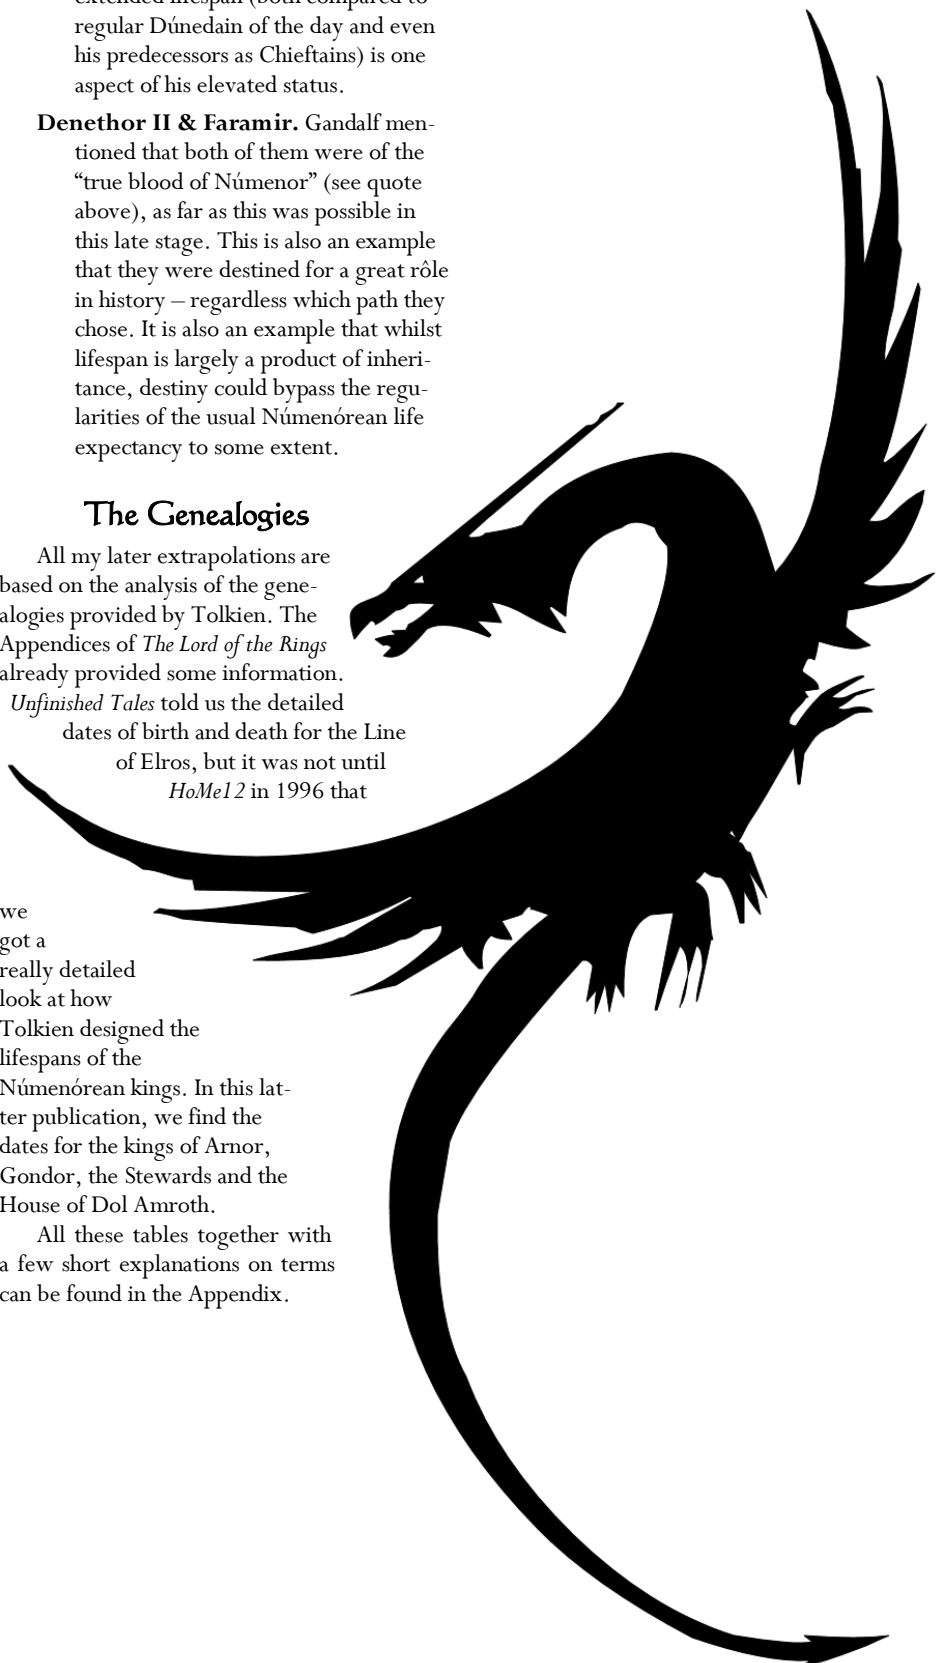 extended lifespan (both compared to
regular Dúnedain of the day and even
his predecessors as Chieftains) is one
aspect of his elevated status.
Denethor II & Faramir. Gandalf men-
tioned that both of them were of the
“true blood of Númenor” (see quote
above), as far as this was possible in
this late stage. This is also an example
that they were destined for a great rôle
in history – regardless which path they
chose. It is also an example that whilst
lifespan is largely a product of inheri-
tance, destiny could bypass the regu-
larities of the usual Númenórean life
expectancy to some extent.
The Genealogies
All my later extrapolations are
based on the analysis of the gene-
alogies provided by Tolkien. The
Appendices of The Lord of the Rings
already provided some information.
Unfinished Tales told us the detailed
dates of birth and death for the Line
of Elros, but it was not until
HoMe12 in 1996 that
we
got a
really detailed
look at how
Tolkien designed the
lifespans of the
Númenórean kings. In this lat-
ter publication, we find the
dates for the kings of Arnor,
Gondor, the Stewards and the
House of Dol Amroth.
All these tables together with
a few short explanations on terms
can be found in the Appendix.